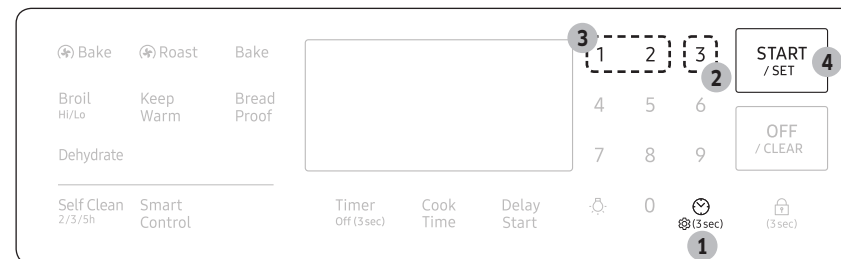 Bake Roast Bake
3
1 2 3
2
START
/ SET
4
Broil
Hi/Lo
Keep
Warm
Bread
Proof
4 5 6
OFF
/ CLEAR
Dehydrate
7 8 9
Self Clean
2/3/5h
Smart
Control
Timer
Off (3 sec)
Cook
Time
Delay
Start
0
(3 sec)
1
(3 sec)